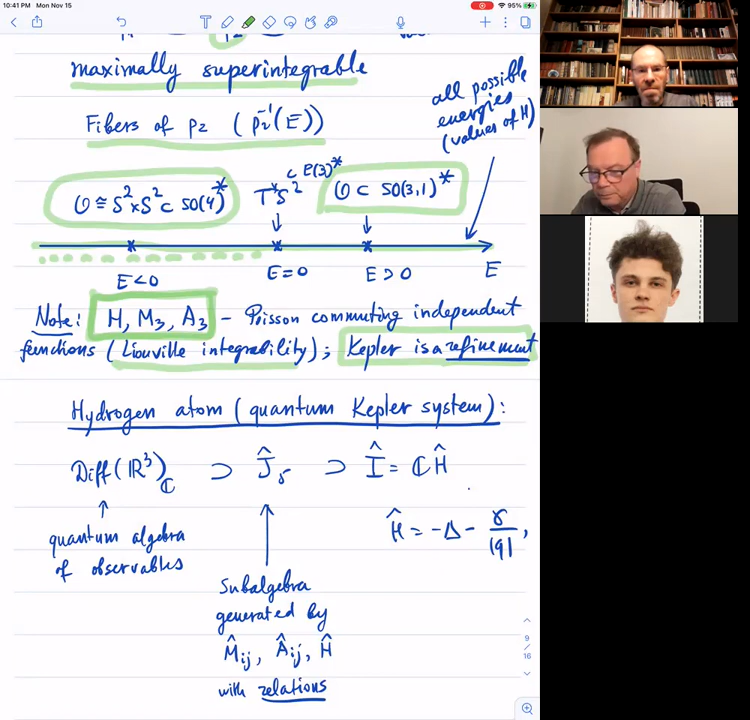 10:41 PM Mon Nov 15
95%
maximally superintegrable
Fibers of p₂ ( p₂⁻¹(E))
all possible
energies
(values of H)
O ≅ S²×S² ⊂ so(4)*
T*S² ⊂ e(3)*
O ⊂ so(3,1)*
E<0
E=0
E>0
E
Note: H, M₃, A₃ – Poisson commuting independent
functions (Liouville integrability); Kepler is a refinement
Hydrogen atom (quantum Kepler system):
Diff(ℝ³)_ℂ ⊃ Ĵ_γ ⊃ Î = ℂĤ
Ĥ = -Δ - γ/|q|,
quantum algebra
of observables
Subalgebra
generated by
M̂ij, Âij, Ĥ
with relations
9
/
16